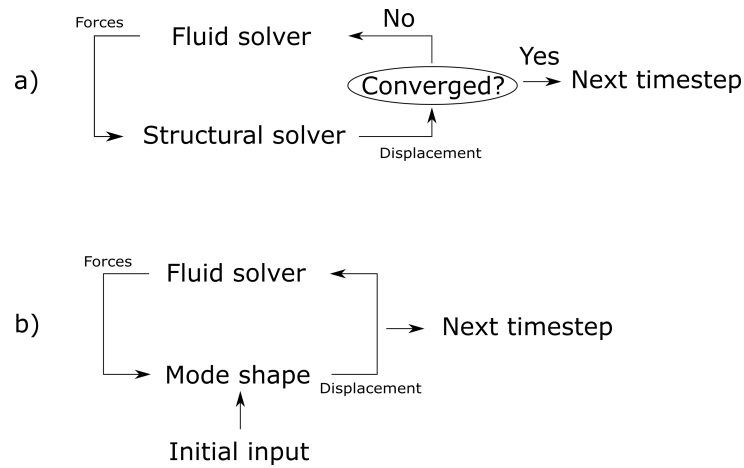 Forces
Fluid solver
No
a)
Converged?
Yes
Next timestep
Structural solver
Displacement
Forces
Fluid solver
b)
Next timestep
Mode shape
Displacement
Initial input